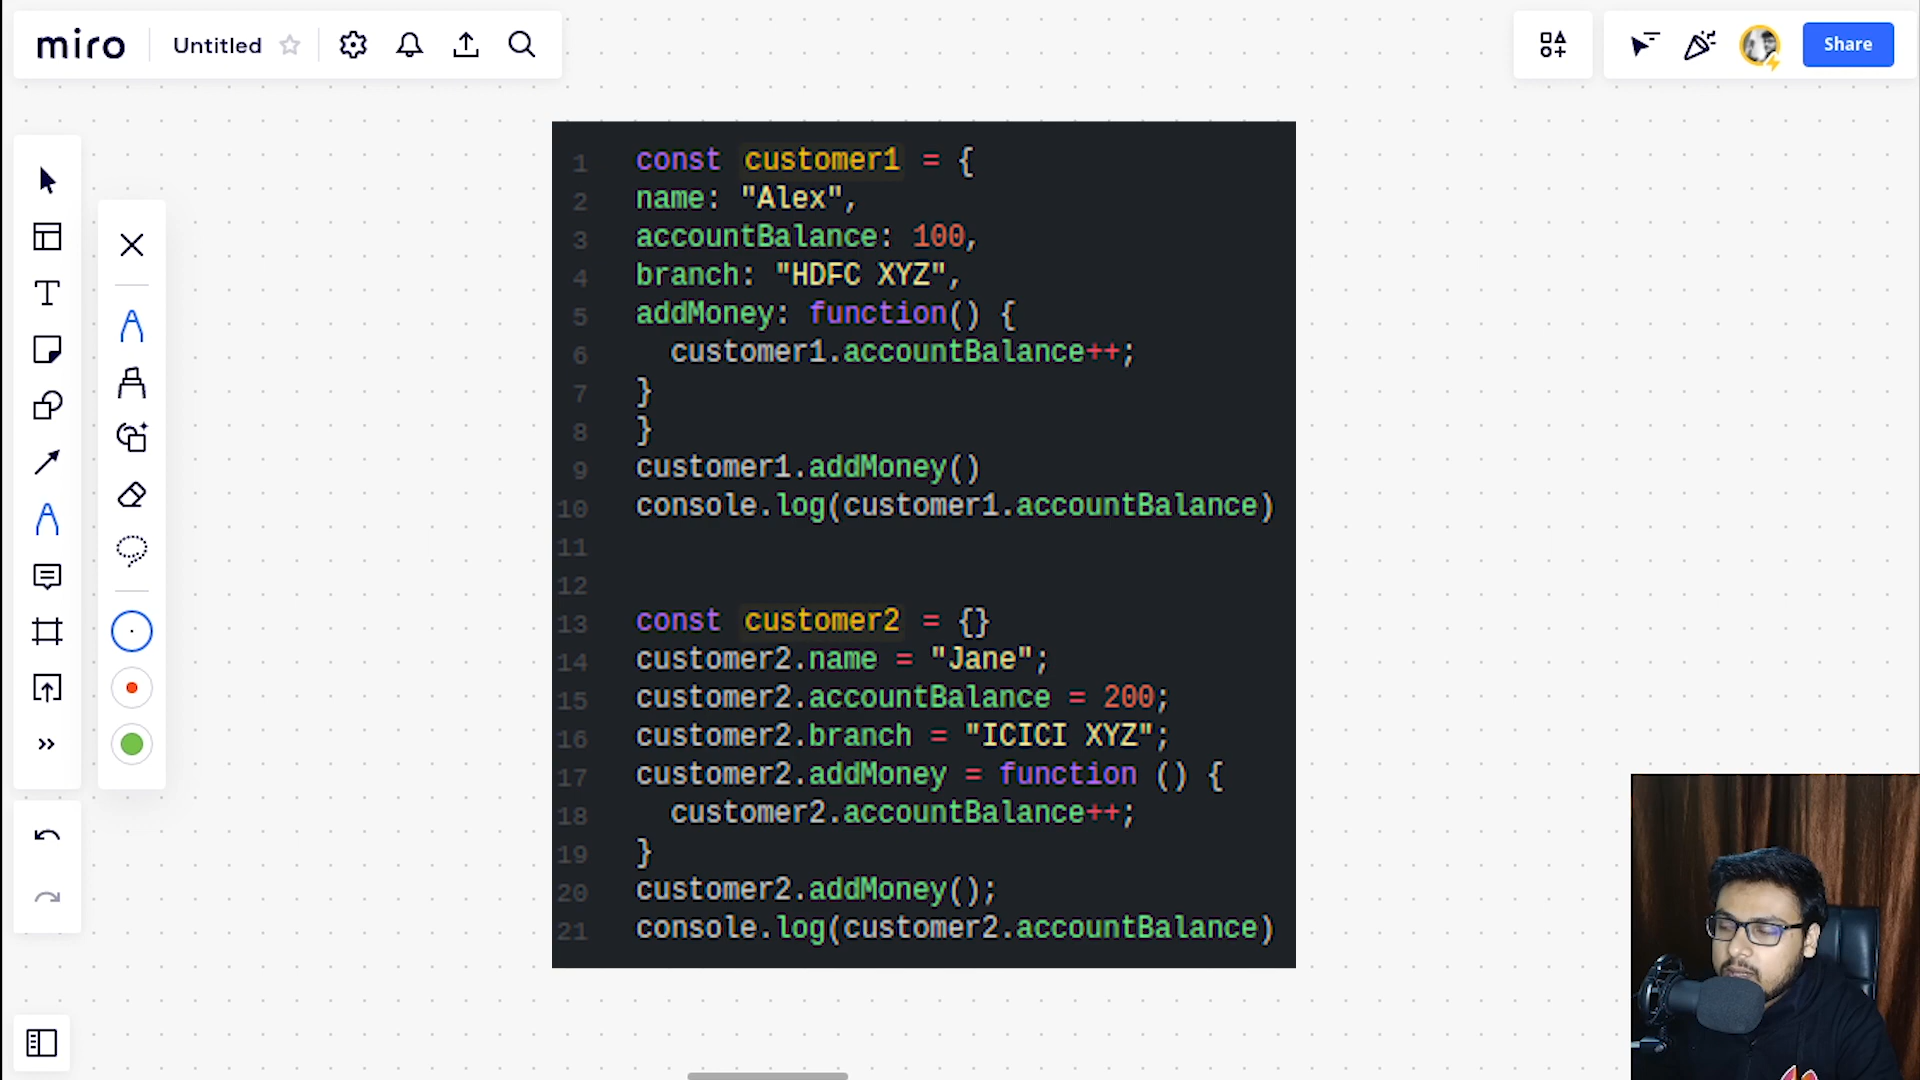 miro
Untitled
Share
1 const customer1 = {
2 name: "Alex",
3 accountBalance: 100,
4 branch: "HDFC XYZ",
5 addMoney: function() {
6 customer1.accountBalance++;
7 }
8 }
9 customer1.addMoney()
10 console.log(customer1.accountBalance)
11
12
13 const customer2 = {}
14 customer2.name = "Jane";
15 customer2.accountBalance = 200;
16 customer2.branch = "ICICI XYZ";
17 customer2.addMoney = function () {
18 customer2.accountBalance++;
19 }
20 customer2.addMoney();
21 console.log(customer2.accountBalance)